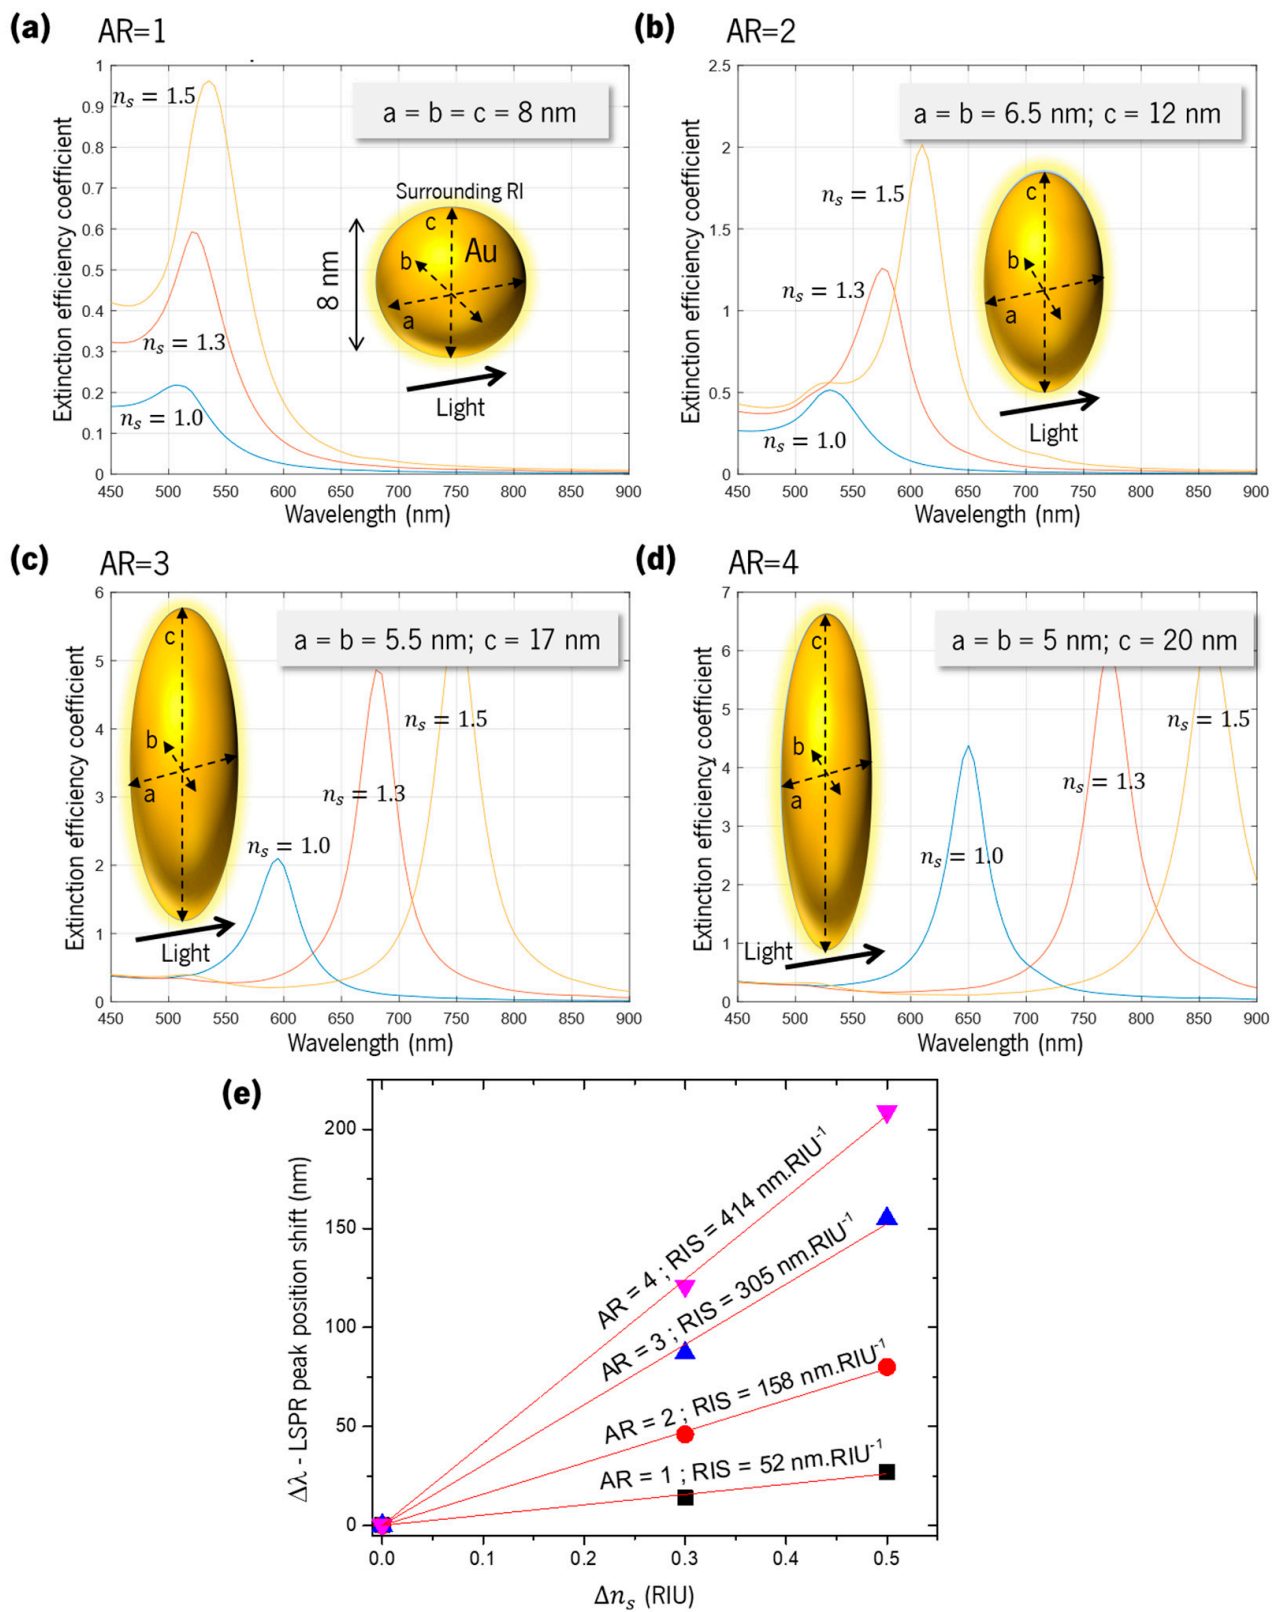 (a) AR=1
Extinction efficiency coefficient
1
0.9
0.8
0.7
0.6
0.5
0.4
0.3
0.2
0.1
0
450 500 550 600 650 700 750 800 850 900
Wavelength (nm)
n_s = 1.5
n_s = 1.3
n_s = 1.0
a = b = c = 8 nm
Surrounding RI
8 nm
c
b
a
Au
Light
(b) AR=2
Extinction efficiency coefficient
2.5
2
1.5
1
0.5
0
450 500 550 600 650 700 750 800 850 900
Wavelength (nm)
a = b = 6.5 nm; c = 12 nm
n_s = 1.5
n_s = 1.3
n_s = 1.0
c
b
a
Light
(c) AR=3
Extinction efficiency coefficient
6
5
4
3
2
1
0
450 500 550 600 650 700 750 800 850 900
Wavelength (nm)
a = b = 5.5 nm; c = 17 nm
n_s = 1.5
n_s = 1.3
n_s = 1.0
c
b
a
Light
(d) AR=4
Extinction efficiency coefficient
7
6
5
4
3
2
1
0
450 500 550 600 650 700 750 800 850 900
Wavelength (nm)
a = b = 5 nm; c = 20 nm
n_s = 1.5
n_s = 1.3
n_s = 1.0
c
b
a
Light
(e)
Δλ - LSPR peak position shift (nm)
200
150
100
50
0
AR = 4 ; RIS = 414 nm.RIU⁻¹
AR = 3 ; RIS = 305 nm.RIU⁻¹
AR = 2 ; RIS = 158 nm.RIU⁻¹
AR = 1 ; RIS = 52 nm.RIU⁻¹
0.0 0.1 0.2 0.3 0.4 0.5
Δn_s (RIU)